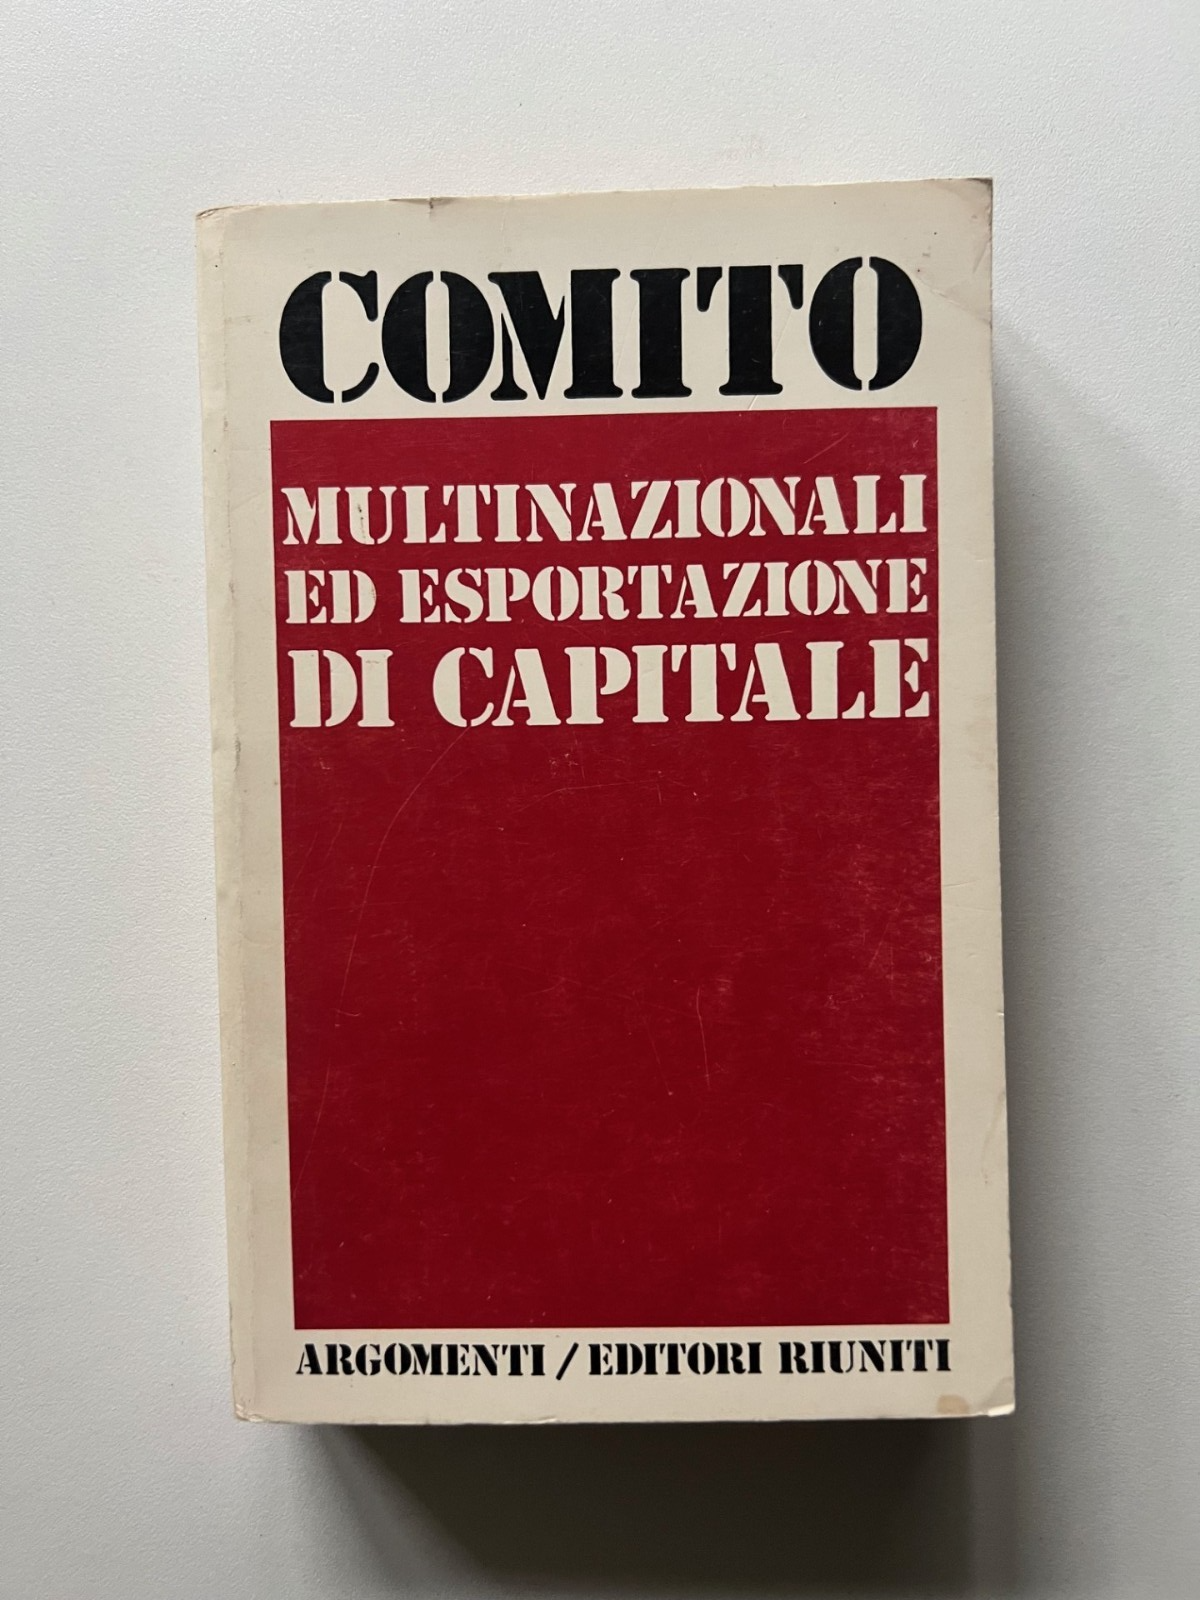 COMITO
MULTINAZIONALI
ED ESPORTAZIONE
DI CAPITALE
ARGOMENTI / EDITORI RIUNITI